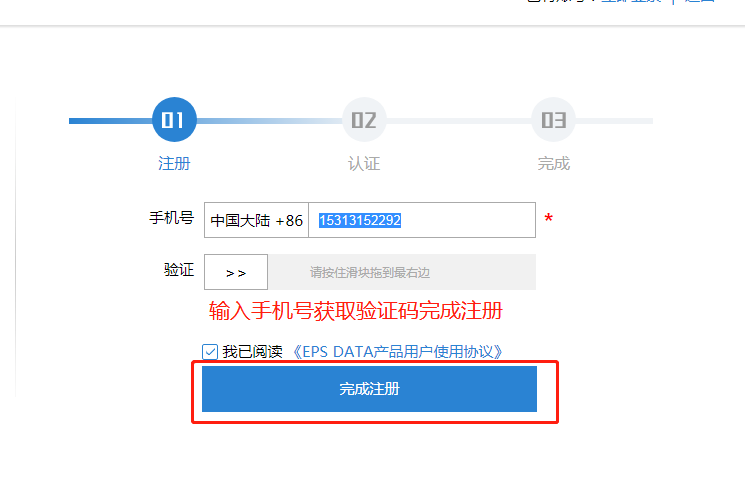 01
02
03
注册
认证
完成
手机号 中国大陆 +86 15313152292 *
验证 >> 请按住滑块拖到最右边
输入手机号获取验证码完成注册
我已阅读 《EPS DATA产品用户使用协议》
完成注册